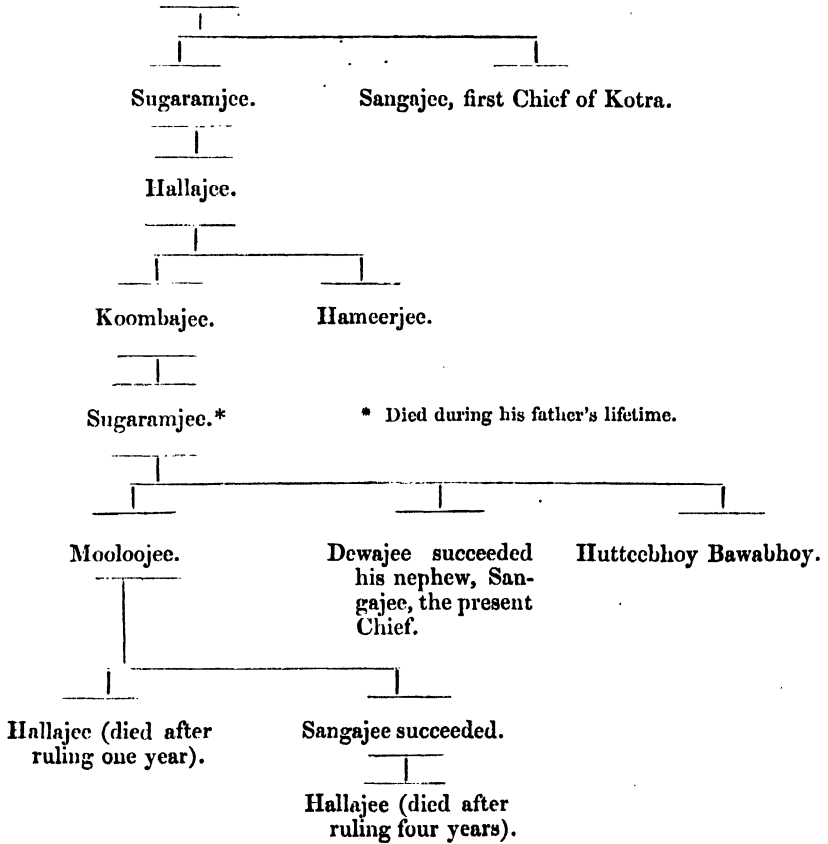 Sugaramjee.
Sangajee, first Chief of Kotra.
Hallajee.
Koombajee.
Hameerjee.
Sugaramjee.*
* Died during his father's lifetime.
Mooloojee.
Dewajee succeeded
his nephew, San-
gajee, the present
Chief.
Hutteebhoy Bawabhoy.
Hallajee (died after
ruling one year).
Sangajee succeeded.
Hallajee (died after
ruling four years).